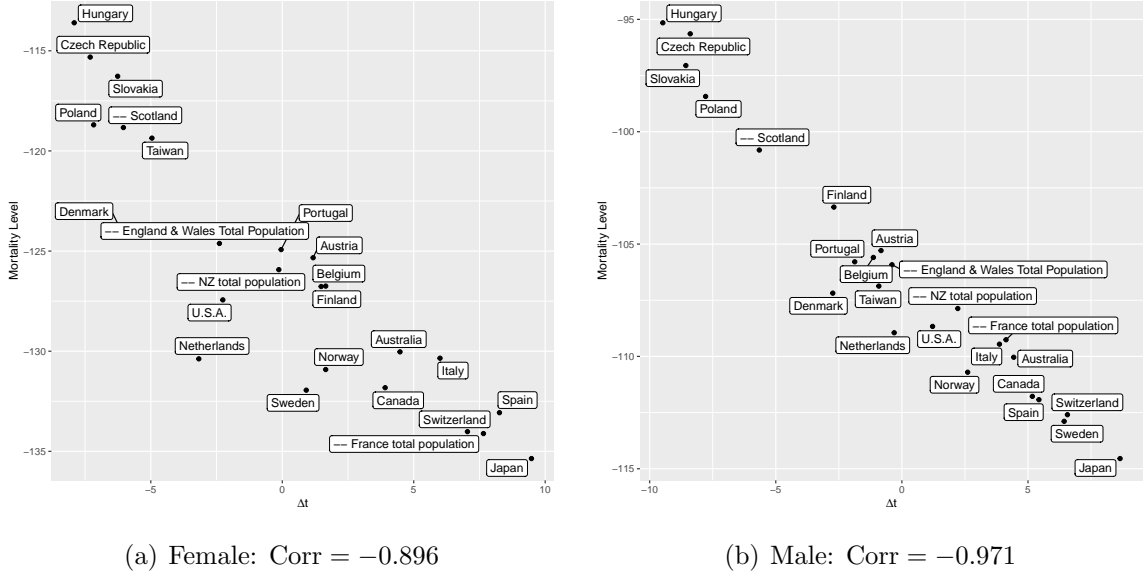 Hungary
Czech Republic
Slovakia
Poland
−− Scotland
Taiwan
Denmark
Portugal
−− England & Wales Total Population
Austria
−− NZ total population
Belgium
Finland
U.S.A.
Netherlands
Norway
Australia
Italy
Sweden
Canada
Spain
Switzerland
−− France total population
Japan
−115
−120
−125
−130
−135
Mortality Level
−5
0
5
10
Δt
(a) Female: Corr = −0.896
Hungary
Czech Republic
Slovakia
Poland
−− Scotland
Finland
Austria
Portugal
Belgium
−− England & Wales Total Population
Denmark
Taiwan
−− NZ total population
−− France total population
Netherlands
U.S.A.
Italy
Australia
Norway
Canada
Switzerland
Spain
Sweden
Japan
−95
−100
−105
−110
−115
Mortality Level
−10
−5
0
5
Δt
(b) Male: Corr = −0.971